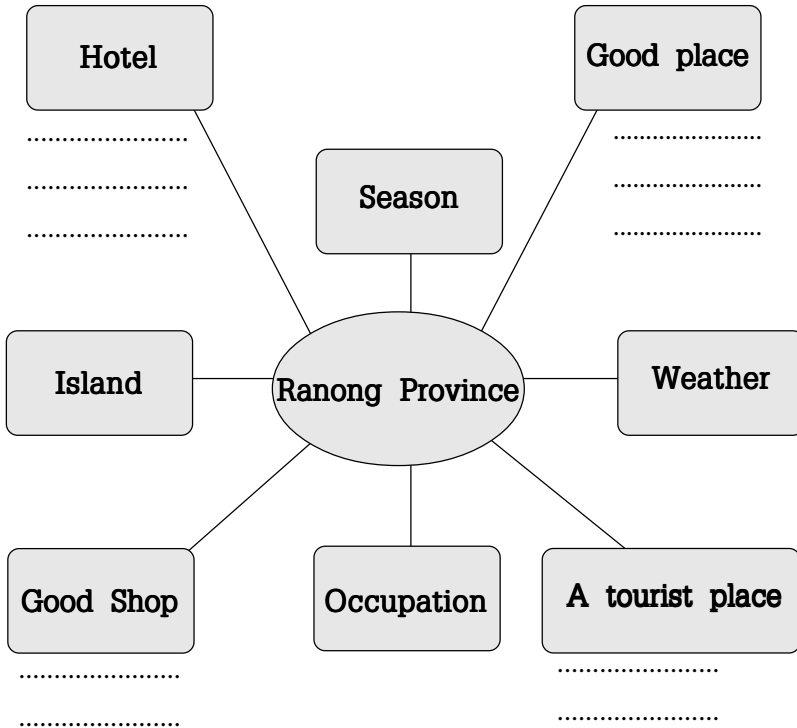 Hotel
Good place
.........................
.......................
.........................
.......................
.........................
.......................
Season
Island
Ranong Province
Weather
Good Shop
Occupation
A tourist place
.........................
.........................
.........................
.........................